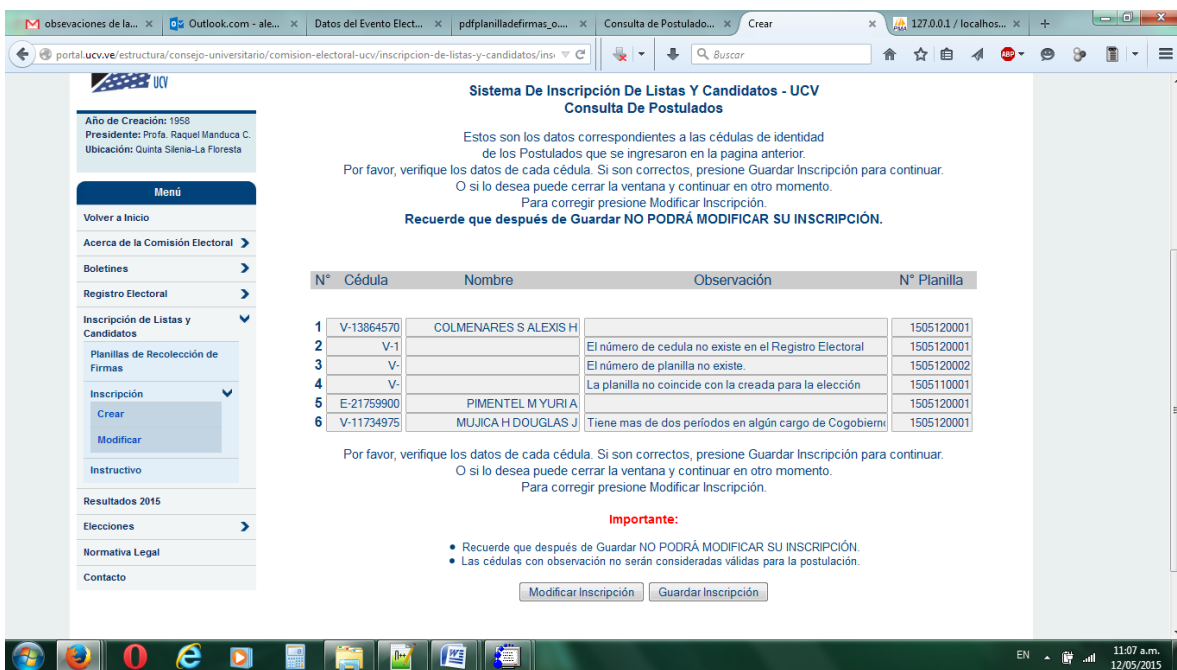 obsevaciones de la... × Outlook.com - ale... × Datos del Evento Elect... × pdfplanilladefirmas_o.... × Consulta de Postulado... × Crear × 127.0.0.1 / localhos... × +
portal.ucv.ve/estructura/consejo-universitario/comision-electoral-ucv/inscripcion-de-listas-y-candidatos/ins Buscar ABP
UCV
Año de Creación: 1958
Presidente: Profa. Raquel Manduca C.
Ubicación: Quinta Silenia-La Floresta
Menú
Volver a Inicio
Acerca de la Comisión Electoral
Boletines
Registro Electoral
Inscripción de Listas y
Candidatos
Planillas de Recolección de
Firmas
Inscripción
Crear
Modificar
Instructivo
Resultados 2015
Elecciones
Normativa Legal
Contacto
Sistema De Inscripción De Listas Y Candidatos - UCV
Consulta De Postulados
Estos son los datos correspondientes a las cédulas de identidad
de los Postulados que se ingresaron en la pagina anterior.
Por favor, verifique los datos de cada cédula. Si son correctos, presione Guardar Inscripción para continuar.
O si lo desea puede cerrar la ventana y continuar en otro momento.
Para corregir presione Modificar Inscripción.
Recuerde que después de Guardar NO PODRÁ MODIFICAR SU INSCRIPCIÓN.
N° Cédula Nombre Observación N° Planilla
1 V-13864570 COLMENARES S ALEXIS H 1505120001
2 V-1 El número de cedula no existe en el Registro Electoral 1505120001
3 V- El número de planilla no existe. 1505120002
4 V- La planilla no coincide con la creada para la elección 1505110001
5 E-21759900 PIMENTEL M YURI A 1505120001
6 V-11734975 MUJICA H DOUGLAS J Tiene mas de dos períodos en algún cargo de Cogobierno 1505120001
Por favor, verifique los datos de cada cédula. Si son correctos, presione Guardar Inscripción para continuar.
O si lo desea puede cerrar la ventana y continuar en otro momento.
Para corregir presione Modificar Inscripción.
Importante:
Recuerde que después de Guardar NO PODRÁ MODIFICAR SU INSCRIPCIÓN.
Las cédulas con observación no serán consideradas válidas para la postulación.
Modificar Inscripción Guardar Inscripción
EN 11:07 a.m.
12/05/2015